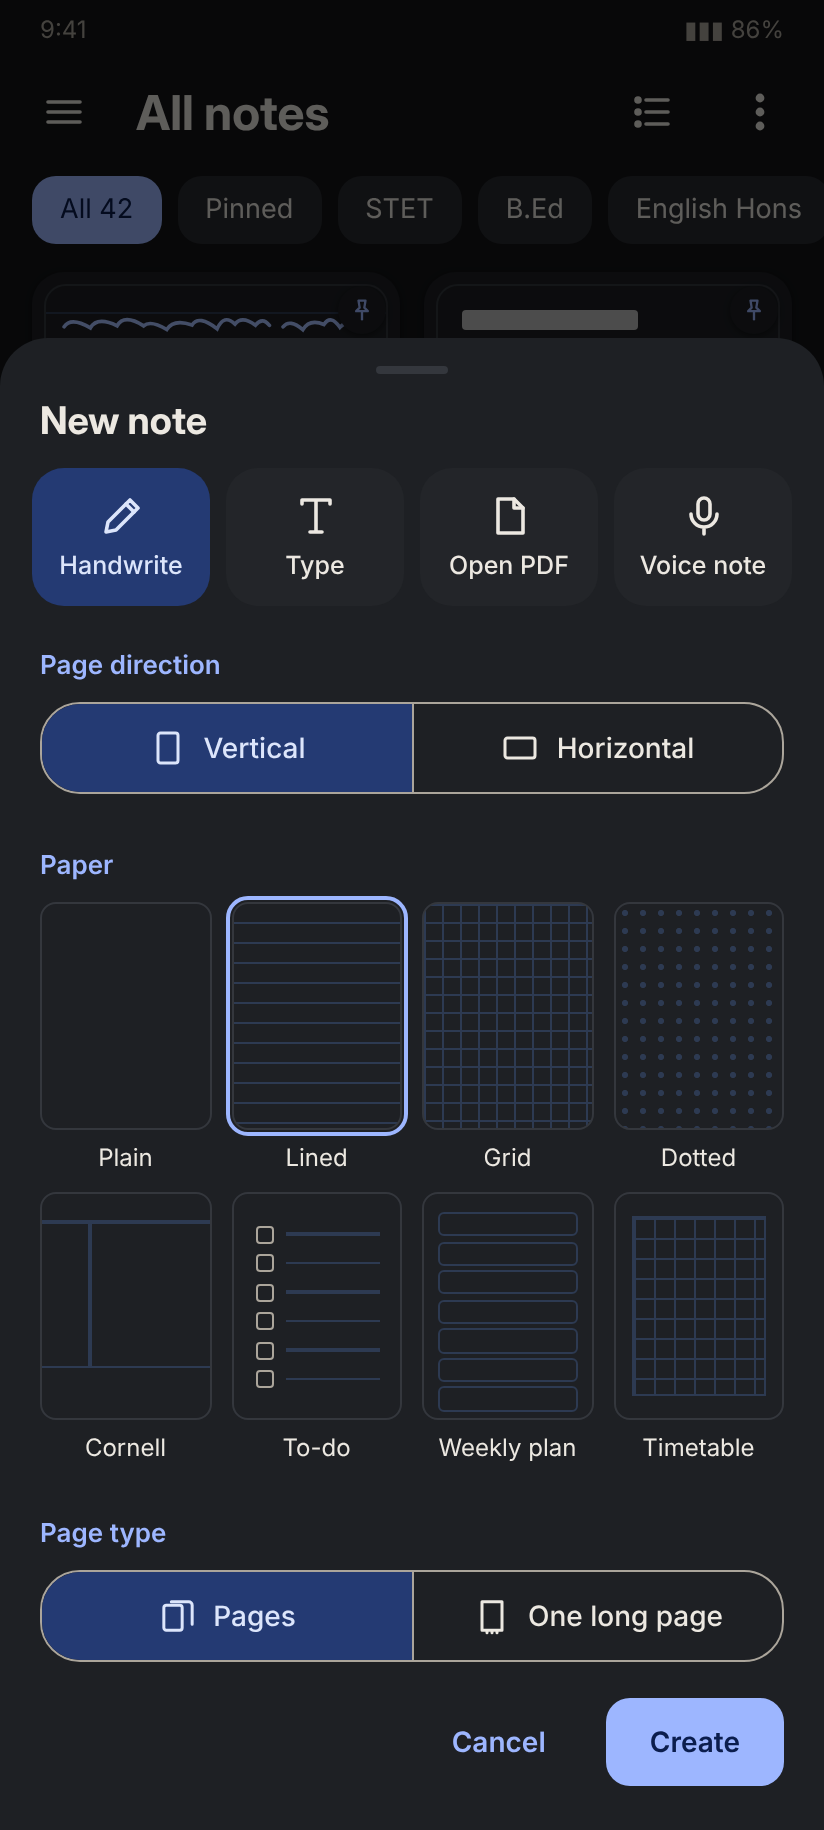 9:41 86%
All notes
All 42 Pinned STET B.Ed English Hons
New note
Handwrite Type Open PDF Voice note
Page direction
Vertical Horizontal
Paper
Plain Lined Grid Dotted
Cornell To-do Weekly plan Timetable
Page type
Pages One long page
Cancel Create